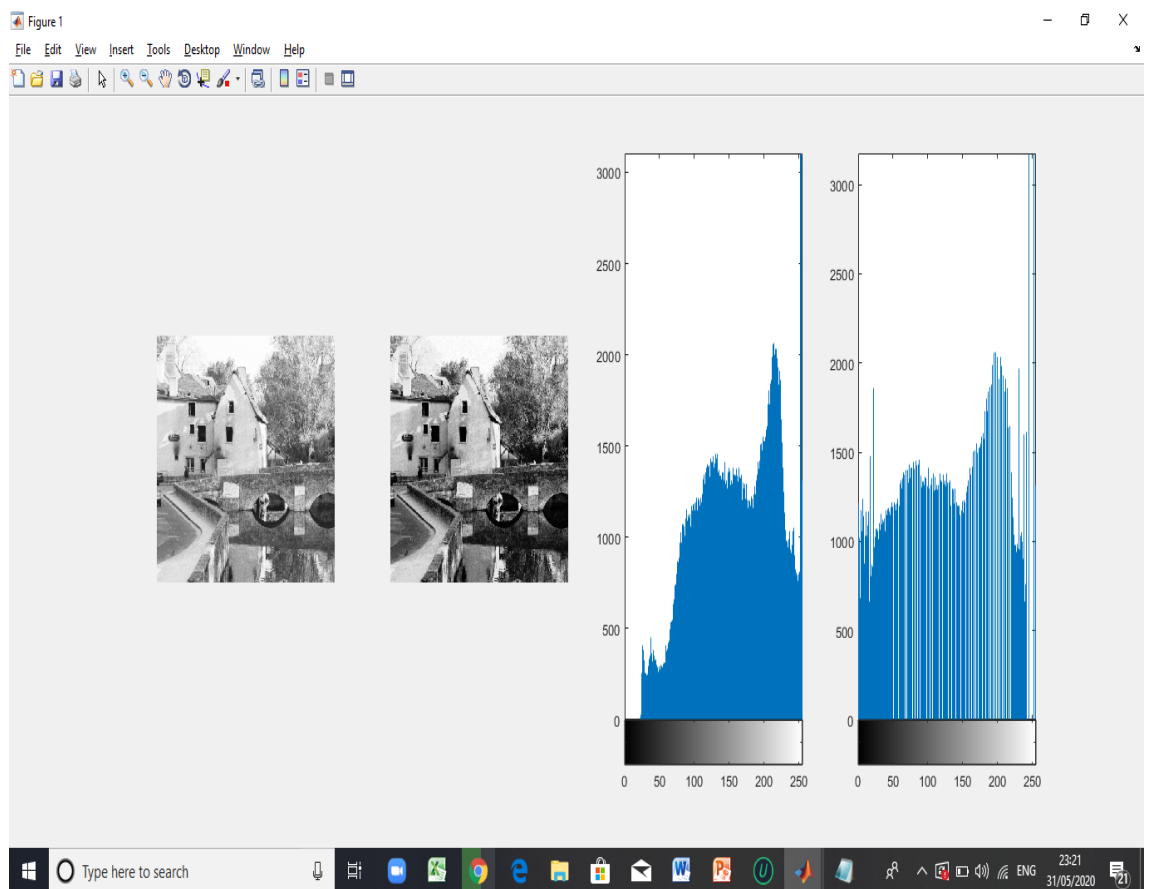 Figure 1
File Edit View Insert Tools Desktop Window Help
3000
2500
2000
1500
1000
500
0
0 50 100 150 200 250
3000
2500
2000
1500
1000
500
0
0 50 100 150 200 250
Type here to search
ENG
23:21
31/05/2020
21